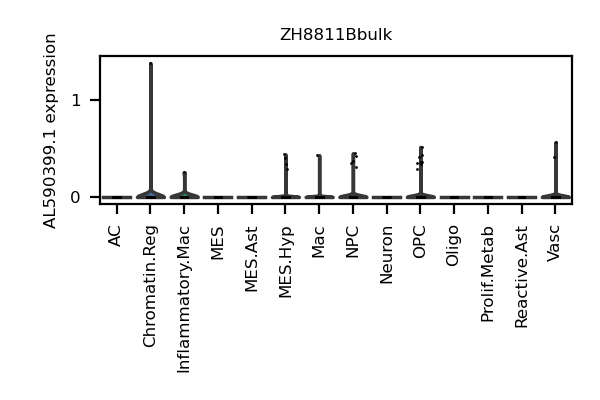 ZH8811Bbulk
AL590399.1 expression
1
0
AC
Chromatin.Reg
Inflammatory.Mac
MES
MES.Ast
MES.Hyp
Mac
NPC
Neuron
OPC
Oligo
Prolif.Metab
Reactive.Ast
Vasc